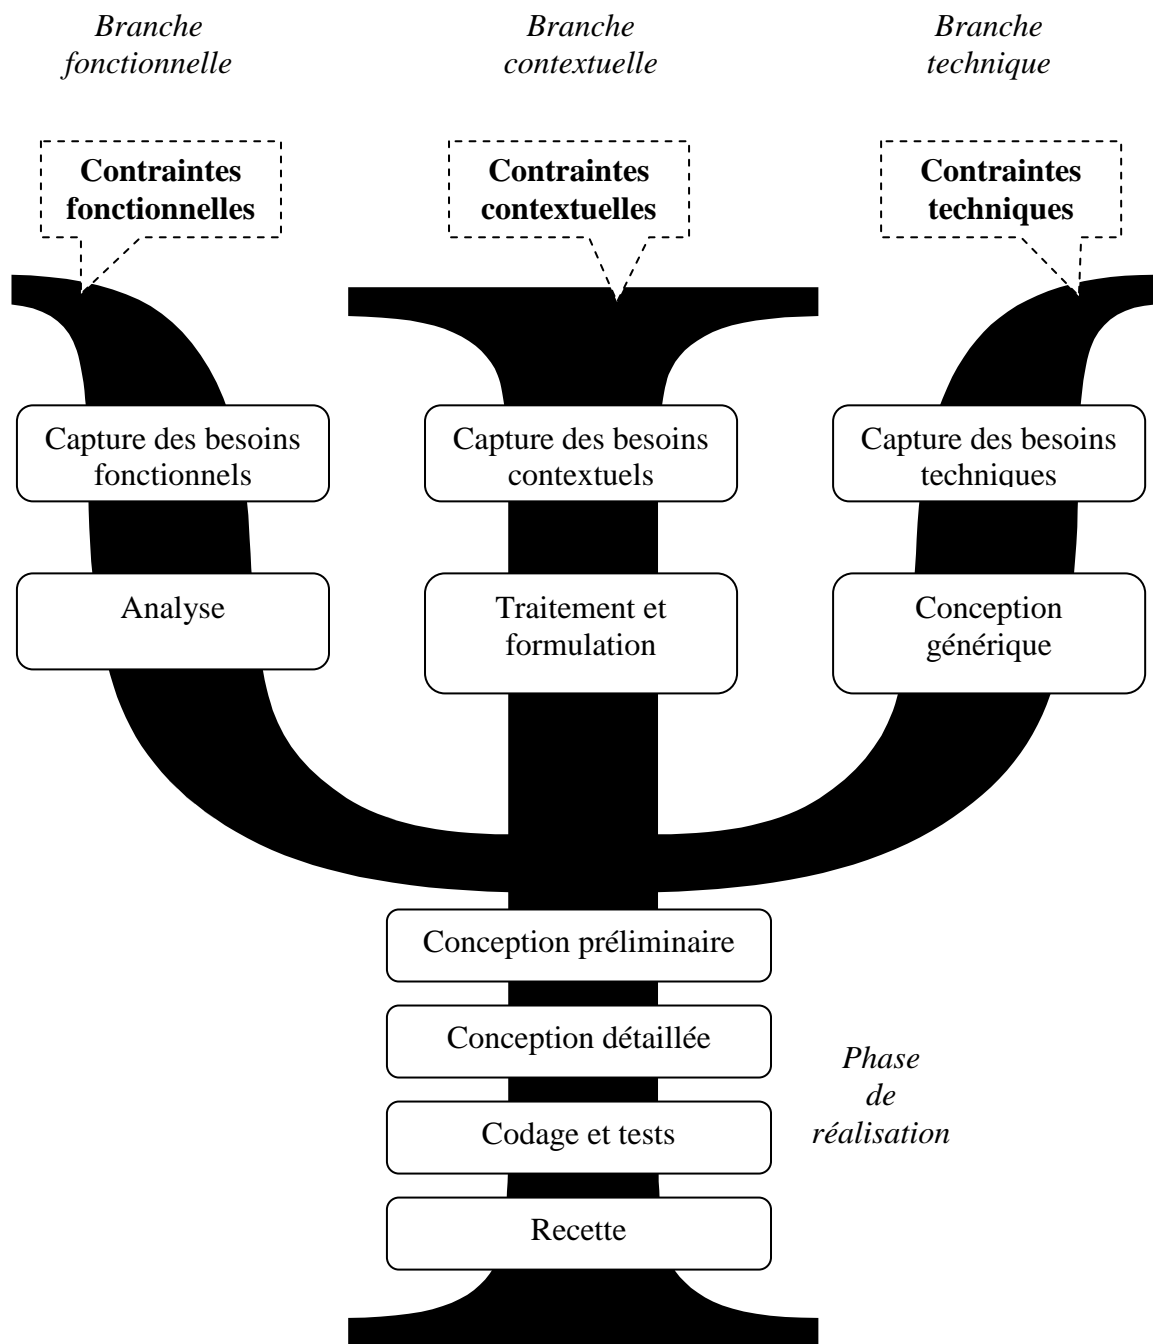 Branche
fonctionnelle
Branche
contextuelle
Branche
technique
Contraintes
fonctionnelles
Contraintes
contextuelles
Contraintes
techniques
Capture des besoins
fonctionnels
Capture des besoins
contextuels
Capture des besoins
techniques
Analyse
Traitement et
formulation
Conception
générique
Conception préliminaire
Conception détaillée
Codage et tests
Recette
Phase
de
réalisation